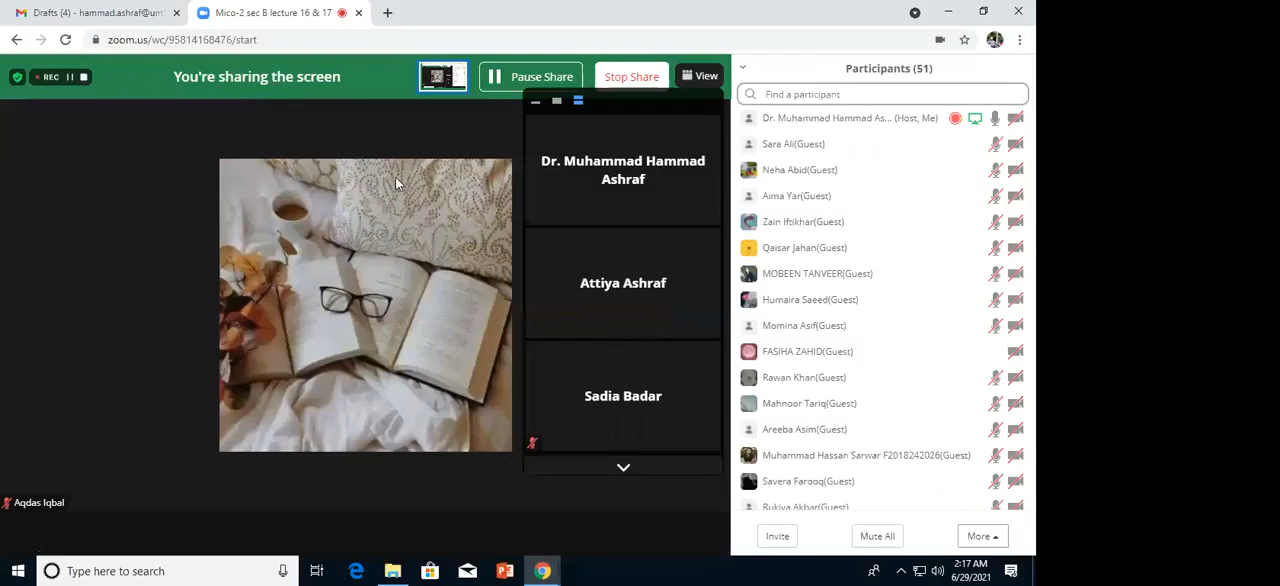 Drafts (4) - hammad.ashraf@um
Mico-2 sec B lecture 16 & 17
zoom.us/wc/95814168476/start
REC
You're sharing the screen
Pause Share
Stop Share
View
Participants (51)
Find a participant
Dr. Muhammad Hammad As... (Host, Me)
Sara Ali(Guest)
Neha Abid(Guest)
Aima Yar(Guest)
Zain Iftikhar(Guest)
Qaisar Jahan(Guest)
MOBEEN TANVEER(Guest)
Humaira Saeed(Guest)
Momina Asif(Guest)
FASIHA ZAHID(Guest)
Rawan Khan(Guest)
Mahnoor Tariq(Guest)
Areeba Asim(Guest)
Muhammad Hassan Sarwar F2018242026(Guest)
Savera Farooq(Guest)
Rukiya Akbar(Guest)
Invite
Mute All
More
Dr. Muhammad Hammad
Ashraf
Attiya Ashraf
Sadia Badar
Aqdas Iqbal
Type here to search
2:17 AM
6/29/2021